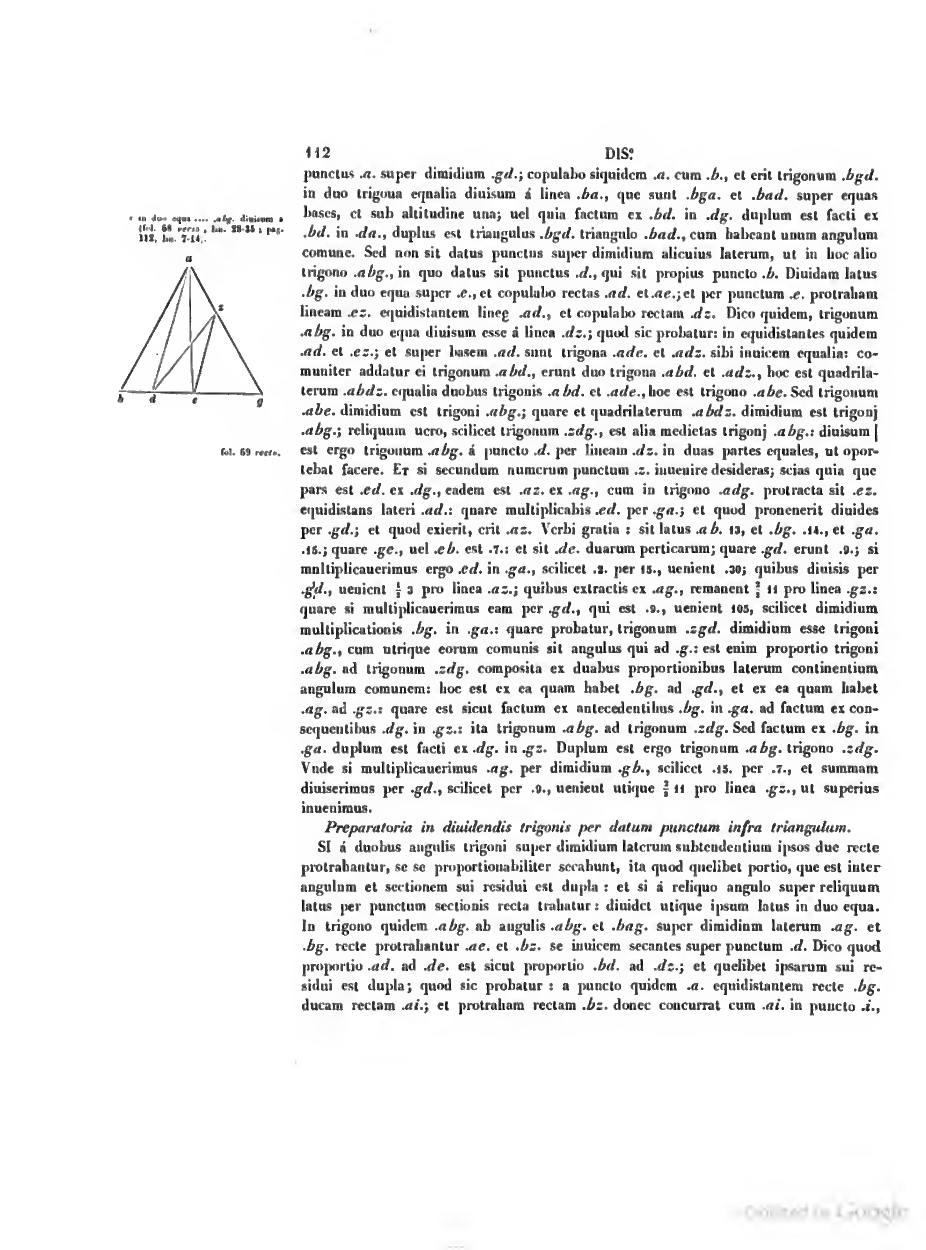 112 DIS?
punctus .a. super dimidium .gd.; copulabo siquidem .a. cum .b., et erit trigonum .bgd.
in duo trigona equalia diuisum á linea .ba., que sunt .bga. et .bad. super equas
bases, et sub altitudine una; uel quia factum ex .bd. in .dg. duplum est facti ex
.bd. in .da., duplus est triangulus .bgd. triangulo .bad., cum habeant unum angulum
comune. Sed non sit datus punctus super dimidium alicuius laterum, ut in hoc alio
trigono .abg., in quo datus sit punctus .d., qui sit propius puncto .b. Diuidam latus
.bg. in duo equa super .e., et copulabo rectas .ad. et .ae.; et per punctum .e. protraham
lineam .ez. equidistantem lineę .ad., et copulabo rectam .dz. Dico quidem, trigonum
.abg. in duo equa diuisum esse á linea .dz.; quod sic probatur: in equidistantes quidem
.ad. et .ez.; et super basem .ad. sunt trigona .ade. et .adz. sibi inuicem equalia: co-
muniter addatur ei trigonum .abd., erunt duo trigona .abd. et .adz., hoc est quadrila-
terum .abdz. equalia duobus trigonis .abd. et .ade., hoc est trigono .abe. Sed trigonum
.abe. dimidium est trigoni .abg.; quare et quadrilaterum .abdz. dimidium est trigonj
.abg.; reliquum uero, scilicet trigonum .zdg., est alia medietas trigonj .abg.: diuisum |
est ergo trigonum .abg. á puncto .d. per lineam .dz. in duas partes equales, ut opor-
tebat facere. Et si secundum numerum punctum .z. inuenire desideras; scias quia que
pars est .ed. ex .dg., eadem est .az. ex .ag., cum in trigono .adg. protracta sit .ez.
equidistans lateri .ad.: quare multiplicabis .ed. per .ga.; et quod prouenerit diuides
per .gd.; et quod exierit, erit .az. Verbi gratia : sit latus .ab. 13, et .bg. .14., et .ga.
.15.; quare .ge., uel .eb. est .7.: et sit .de. duarum perticarum; quare .gd. erunt .9.; si
multiplicauerimus ergo .ed. in .ga., scilicet .2. per 15., uenient .30; quibus diuisis per
.gd., uenient 1/3 3 pro linea .az.; quibus extractis ex .ag., remanent 2/3 11 pro linea .gz.:
quare si multiplicauerimus eam per .gd., qui est .9., uenient 105, scilicet dimidium
multiplicationis .bg. in .ga.: quare probatur, trigonum .zgd. dimidium esse trigoni
.abg., cum utrique eorum comunis sit angulus qui ad .g.: est enim proportio trigoni
.abg. ad trigonum .zdg. composita ex duabus proportionibus laterum continentium
angulum comunem: hoc est ex ea quam habet .bg. ad .gd., et ex ea quam habet
.ag. ad .gz.: quare est sicut factum ex antecedentibus .bg. in .ga. ad factum ex con-
sequentibus .dg. in .gz.: ita trigonum .abg. ad trigonum .zdg. Sed factum ex .bg. in
.ga. duplum est facti ex .dg. in .gz. Duplum est ergo trigonum .abg. trigono .zdg.
Vnde si multiplicauerimus .ag. per dimidium .gb., scilicet .15. per .7., et summam
diuiserimus per .gd., scilicet per .9., uenient utique 2/3 11 pro linea .gz., ut superius
inuenimus.
Preparatoria in diuidendis trigonis per datum punctum infra triangulum.
SI á duobus angulis trigoni super dimidium laterum subtendentium ipsos due recte
protrahantur, se se proportionabiliter secabunt, ita quod quelibet portio, que est inter
angulum et sectionem sui residui est dupla : et si á reliquo angulo super reliquum
latus per punctum sectionis recta trahatur: diuidet utique ipsum latus in duo equa.
In trigono quidem .abg. ab angulis .abg. et .bag. super dimidium laterum .ag. et
.bg. recte protrahantur .ae. et .bz. se inuicem secantes super punctum .d. Dico quod
proportio .ad. ad .de. est sicut proportio .bd. ad .dz.; et quelibet ipsarum sui re-
sidui est dupla; quod sic probatur : a puncto quidem .a. equidistantem recte .bg.
ducam rectam .ai.; et protraham rectam .bz. donec concurrat cum .ai. in puncto .i.,
« in duo equa .... .abg. diuisum »
(fol. 68 verso, lin. 28-35 ; pag.
112, lin. 7-14).
a
z
b d e g
fol. 69 recto.
Digitized by Google